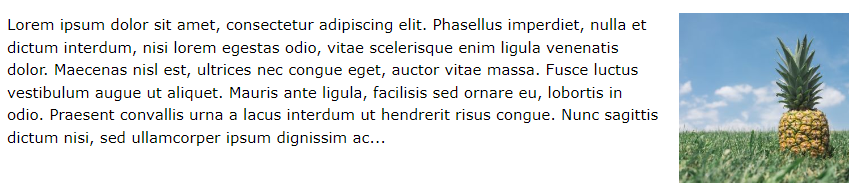 Lorem ipsum dolor sit amet, consectetur adipiscing elit. Phasellus imperdiet, nulla et
dictum interdum, nisi lorem egestas odio, vitae scelerisque enim ligula venenatis
dolor. Maecenas nisl est, ultrices nec congue eget, auctor vitae massa. Fusce luctus
vestibulum augue ut aliquet. Mauris ante ligula, facilisis sed ornare eu, lobortis in
odio. Praesent convallis urna a lacus interdum ut hendrerit risus congue. Nunc sagittis
dictum nisi, sed ullamcorper ipsum dignissim ac...